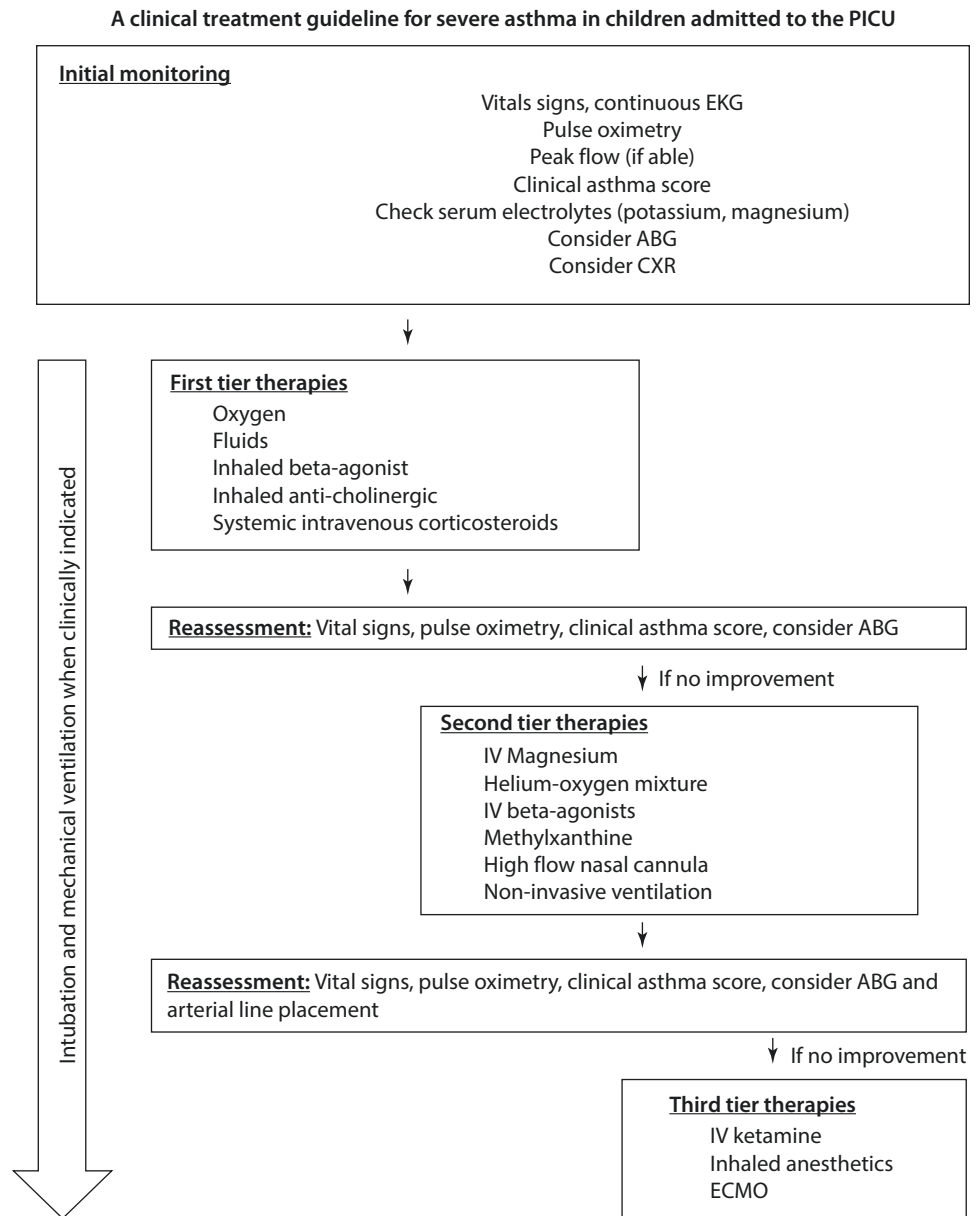 A clinical treatment guideline for severe asthma in children admitted to the PICU
Initial monitoring
Vitals signs, continuous EKG
Pulse oximetry
Peak flow (if able)
Clinical asthma score
Check serum electrolytes (potassium, magnesium)
Consider ABG
Consider CXR
Intubation and mechanical ventilation when clinically indicated
First tier therapies
Oxygen
Fluids
Inhaled beta-agonist
Inhaled anti-cholinergic
Systemic intravenous corticosteroids
Reassessment: Vital signs, pulse oximetry, clinical asthma score, consider ABG
If no improvement
Second tier therapies
IV Magnesium
Helium-oxygen mixture
IV beta-agonists
Methylxanthine
High flow nasal cannula
Non-invasive ventilation
Reassessment: Vital signs, pulse oximetry, clinical asthma score, consider ABG and
arterial line placement
If no improvement
Third tier therapies
IV ketamine
Inhaled anesthetics
ECMO